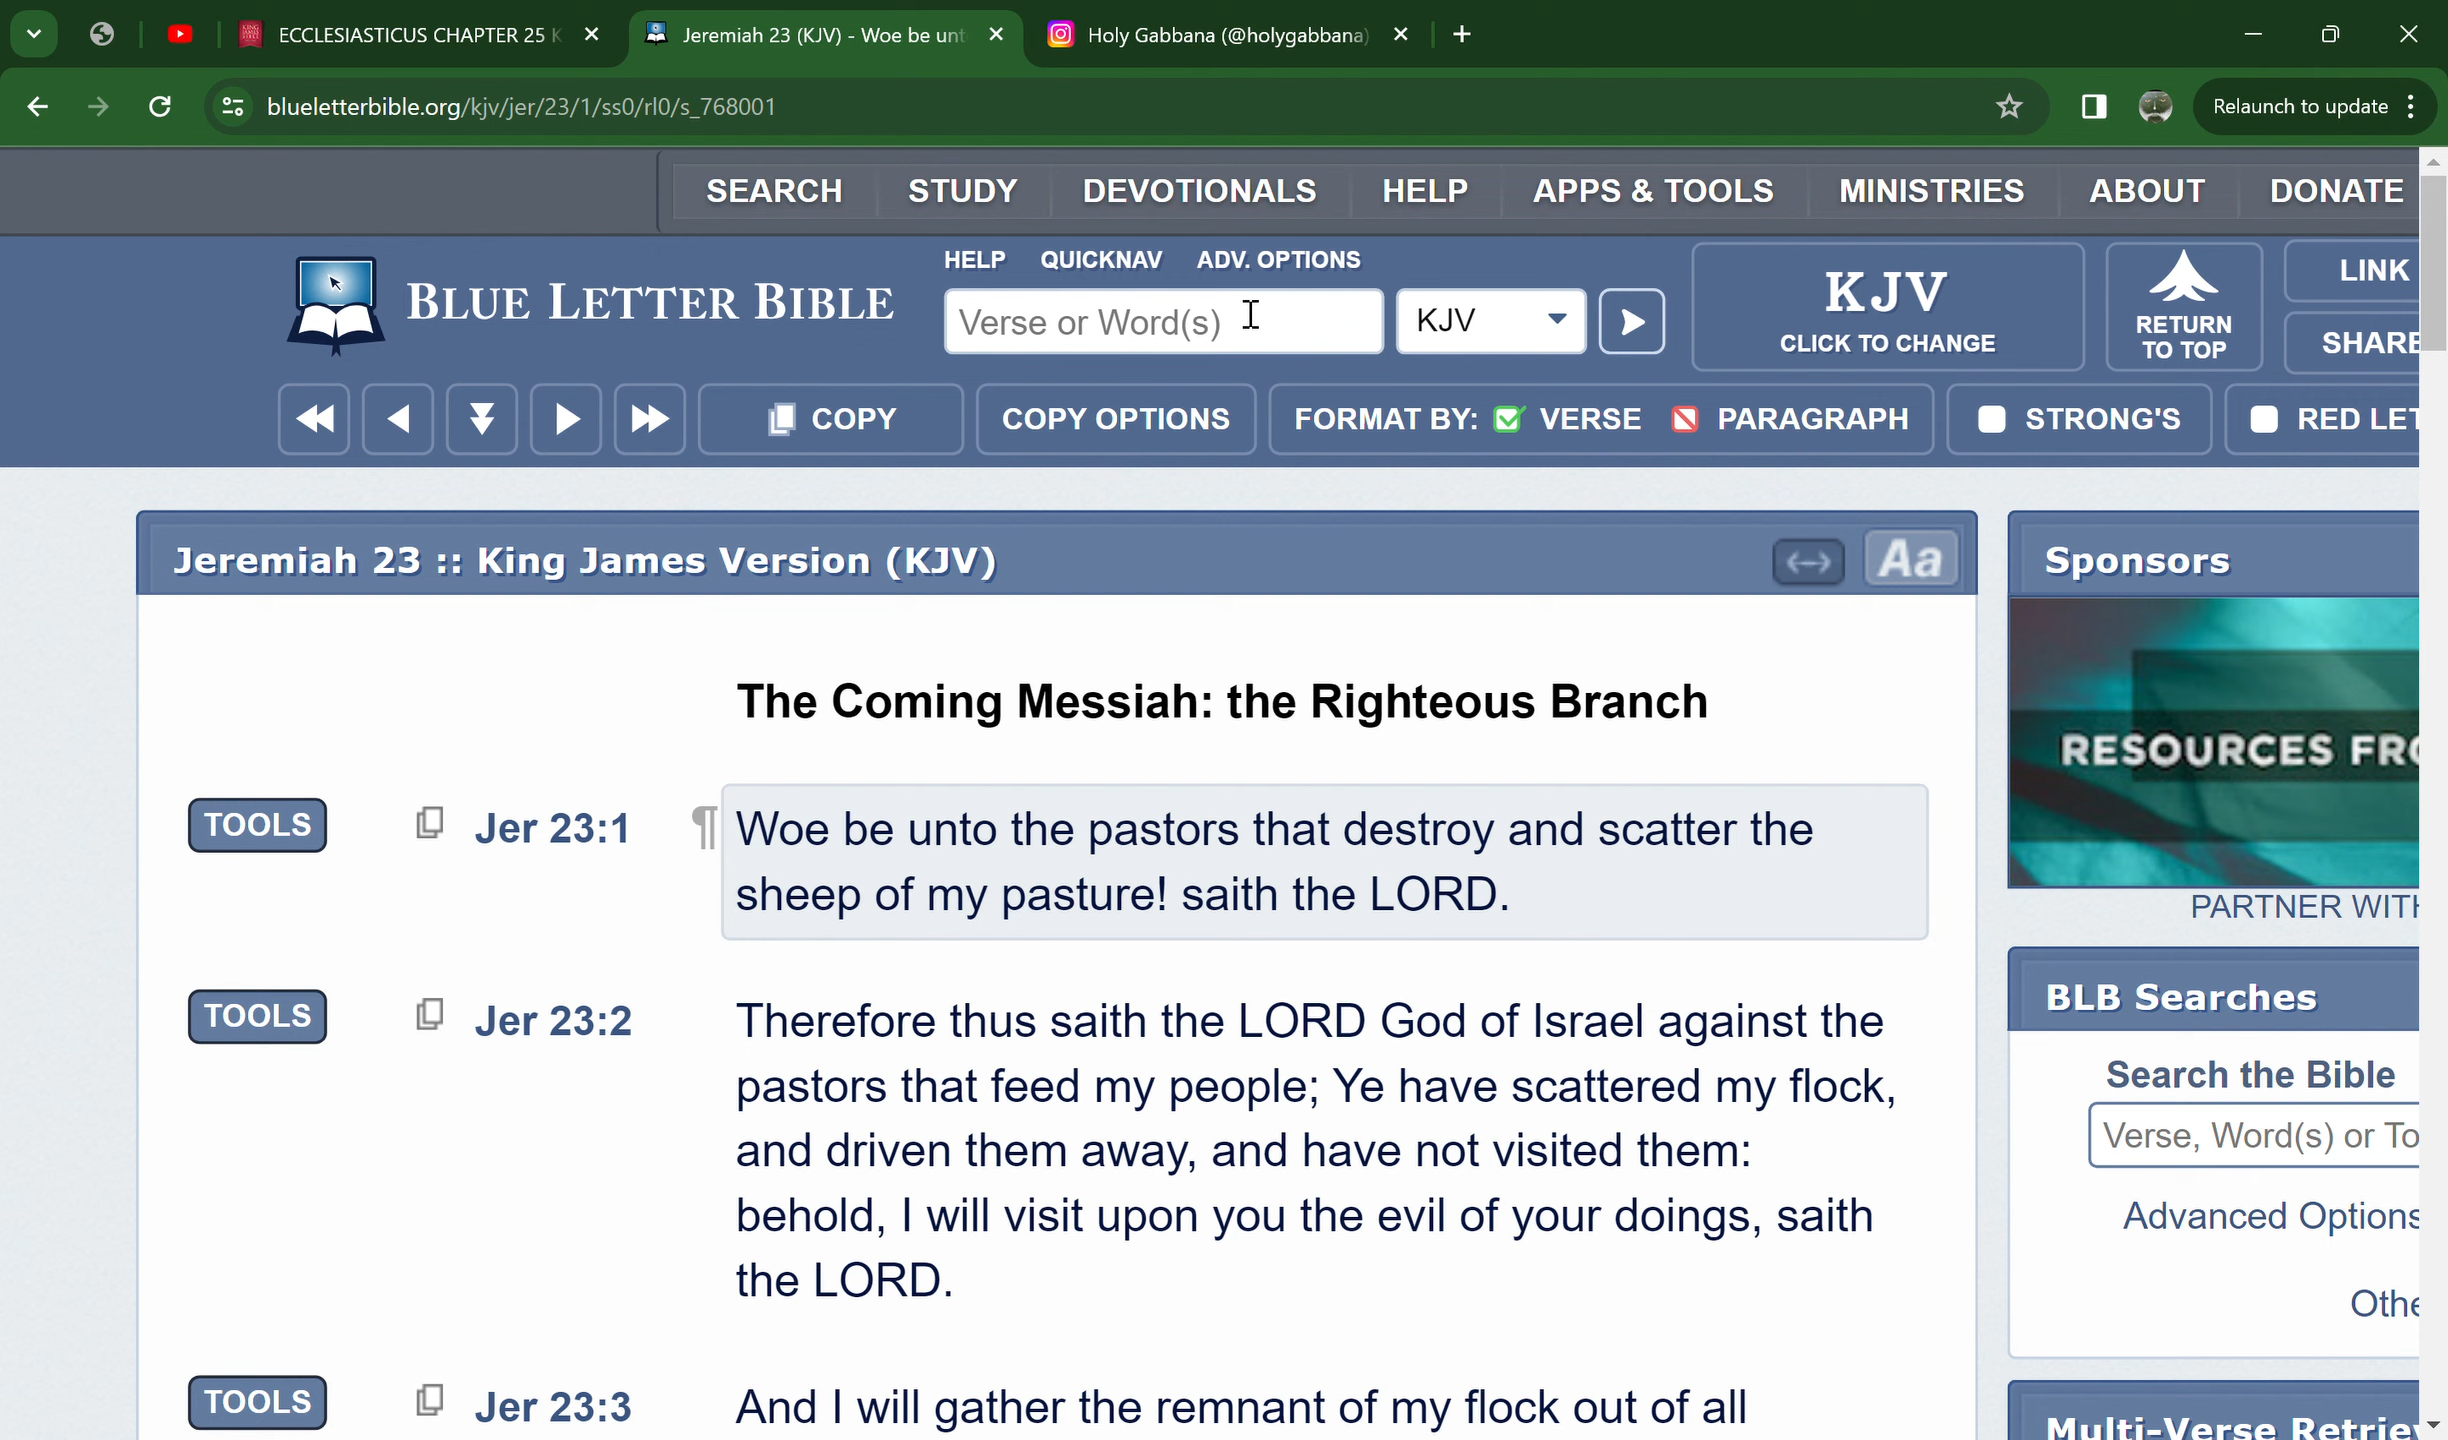 ECCLESIASTICUS CHAPTER 25 K
Jeremiah 23 (KJV) - Woe be unt
Holy Gabbana (@holygabbana)
blueletterbible.org/kjv/jer/23/1/ss0/rl0/s_768001
Relaunch to update
SEARCH STUDY DEVOTIONALS HELP APPS & TOOLS MINISTRIES ABOUT DONATE
HELP QUICKNAV ADV. OPTIONS
BLUE LETTER BIBLE
Verse or Word(s)
KJV
KJV
CLICK TO CHANGE
RETURN
TO TOP
LINK
SHARE
COPY COPY OPTIONS FORMAT BY: VERSE PARAGRAPH STRONG'S RED LET
Jeremiah 23 :: King James Version (KJV)
Aa
The Coming Messiah: the Righteous Branch
TOOLS Jer 23:1 ¶ Woe be unto the pastors that destroy and scatter the
sheep of my pasture! saith the LORD.
TOOLS Jer 23:2 Therefore thus saith the LORD God of Israel against the
pastors that feed my people; Ye have scattered my flock,
and driven them away, and have not visited them:
behold, I will visit upon you the evil of your doings, saith
the LORD.
TOOLS Jer 23:3 And I will gather the remnant of my flock out of all
Sponsors
RESOURCES FRO
PARTNER WITH
BLB Searches
Search the Bible
Verse, Word(s) or To
Advanced Options
Othe
Multi-Verse Retriev